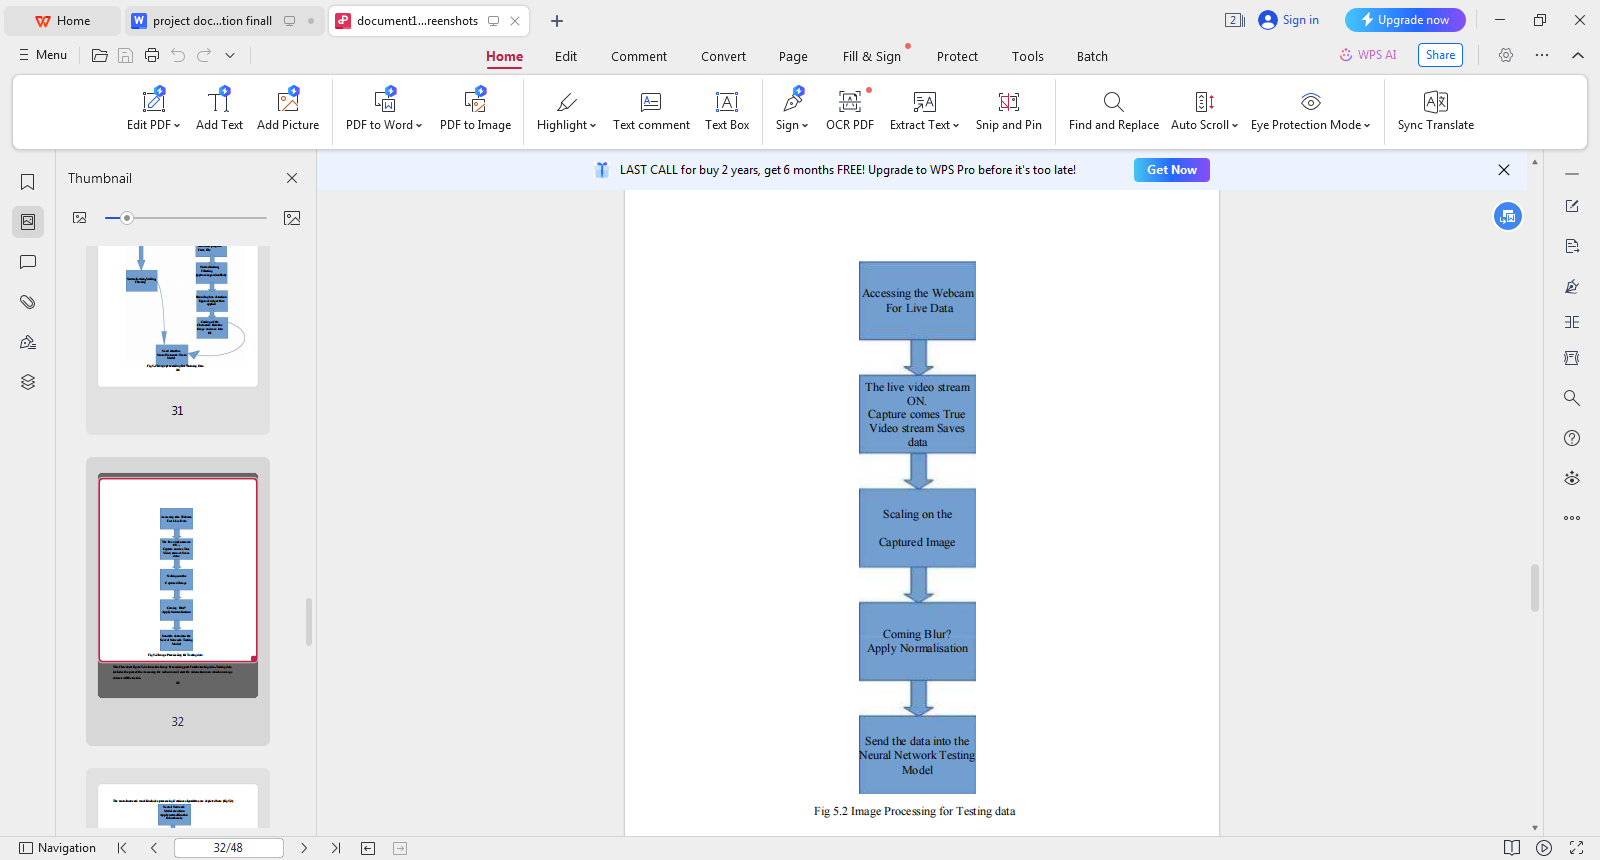 Home
project doc...tion finall
document1...reenshots
2
Sign in
Upgrade now
Menu
Home
Edit
Comment
Convert
Page
Fill & Sign
Protect
Tools
Batch
WPS AI
Share
Edit PDF
Add Text
Add Picture
PDF to Word
PDF to Image
Highlight
Text comment
Text Box
Sign
OCR PDF
Extract Text
Snip and Pin
Find and Replace
Auto Scroll
Eye Protection Mode
Sync Translate
Thumbnail
LAST CALL for buy 2 years, get 6 months FREE! Upgrade to WPS Pro before it's too late!
Get Now
31
32
Accessing the Webcam
For Live Data
The live video stream
ON.
Capture comes True
Video stream Saves
data
Scaling on the
Captured Image
Coming Blur?
Apply Normalisation
Send the data into the
Neural Network Testing
Model
Fig 5.2 Image Processing for Testing data
Navigation
32/48